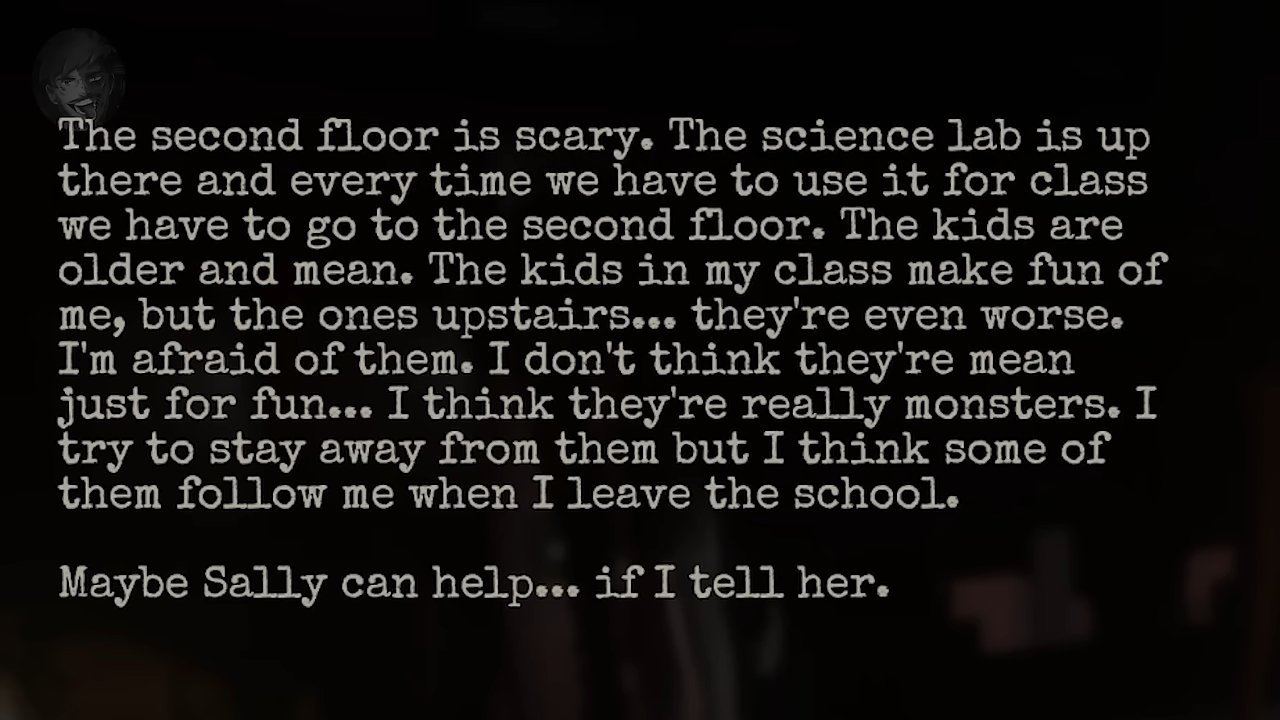 The second floor is scary. The science lab is up
there and every time we have to use it for class
we have to go to the second floor. The kids are
older and mean. The kids in my class make fun of
me, but the ones upstairs... they're even worse.
I'm afraid of them. I don't think they're mean
just for fun... I think they're really monsters. I
try to stay away from them but I think some of
them follow me when I leave the school.
Maybe Sally can help... if I tell her.